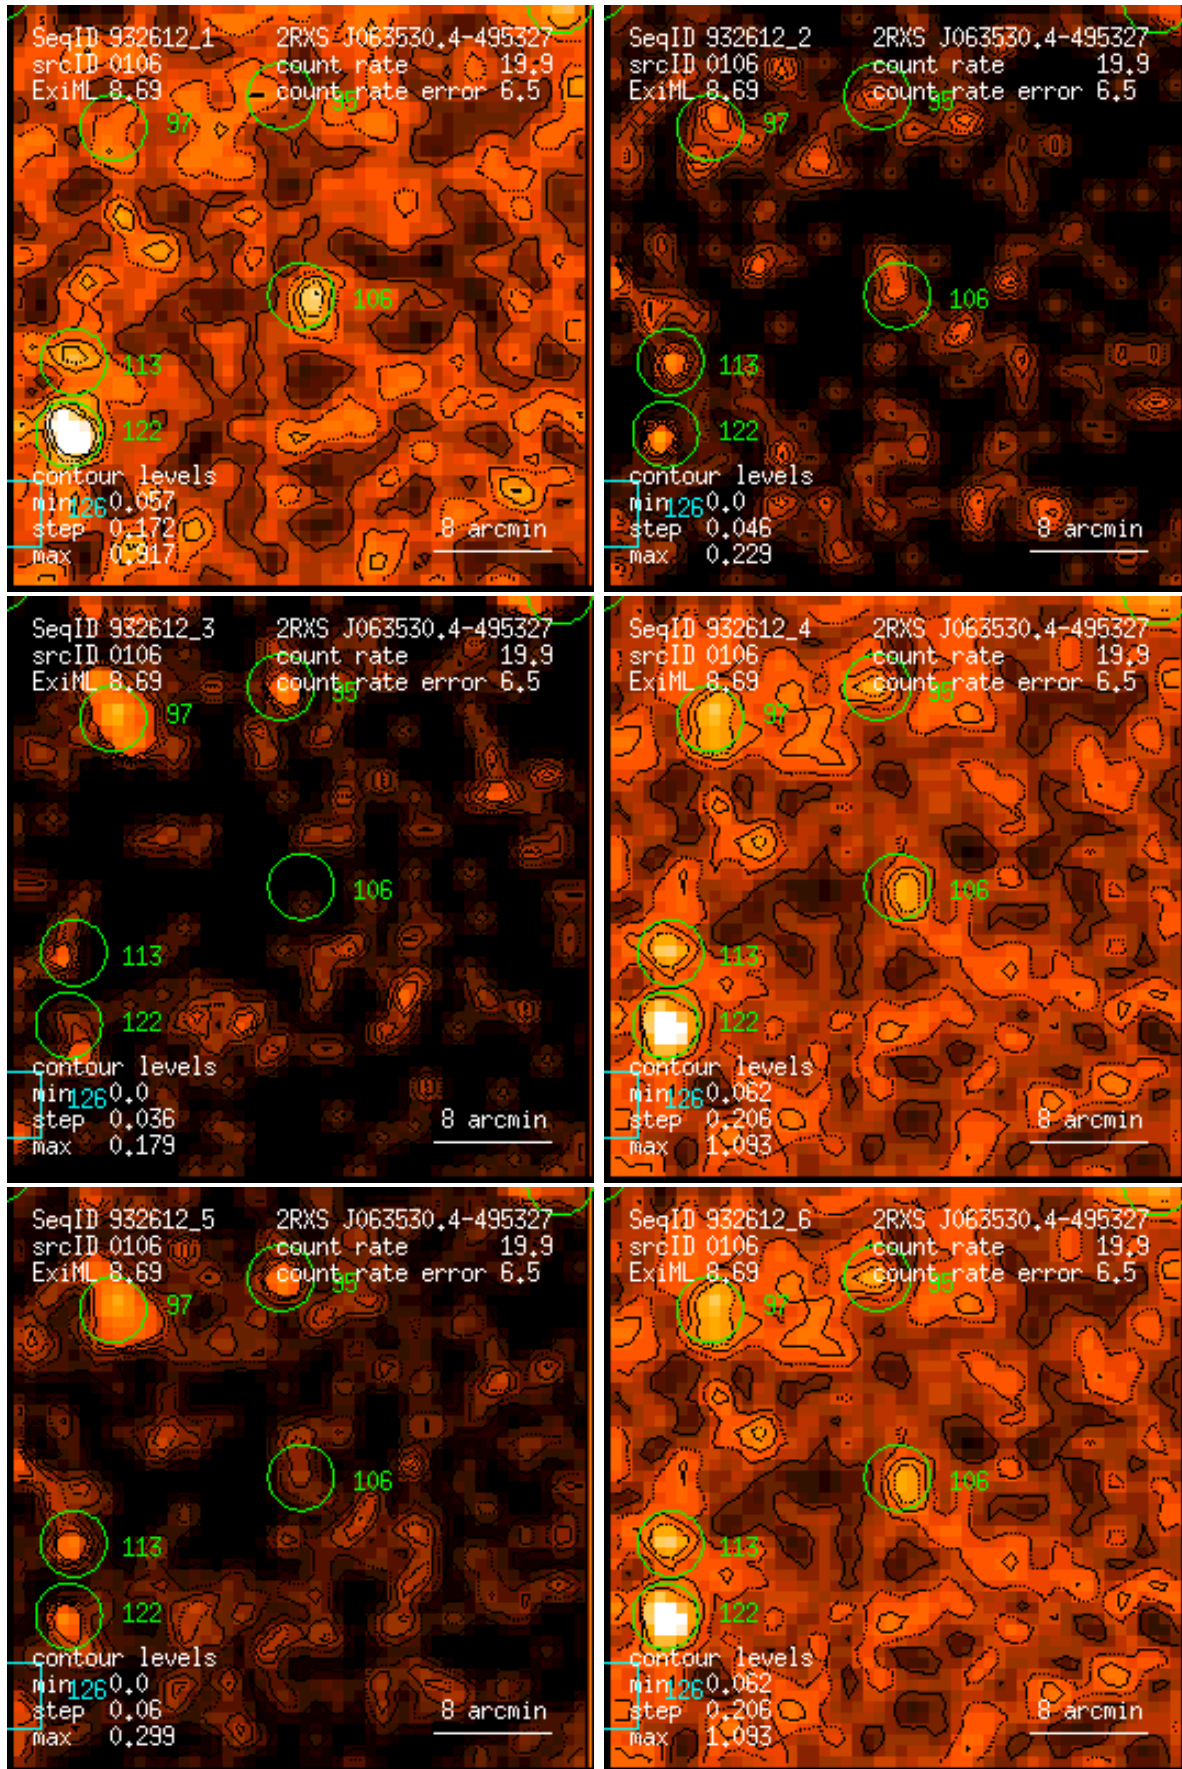 SeqID 932612_1 2RXS J063530.4-495327
srcID 0106 count rate 19.9
ExiML 8.69 count rate error 6.5
95
97
106
113
122
contour levels
min 0.057
126
step 0.172
8 arcmin
max 0.917
SeqID 932612_2 2RXS J063530.4-495327
srcID 0106 count rate 19.9
ExiML 8.69 count rate error 6.5
95
97
106
113
122
contour levels
min 0.0
126
step 0.046
8 arcmin
max 0.229
SeqID 932612_3 2RXS J063530.4-495327
srcID 0106 count rate 19.9
ExiML 8.69 count rate error 6.5
95
97
106
113
122
contour levels
min 0.0
126
step 0.036
8 arcmin
max 0.179
SeqID 932612_4 2RXS J063530.4-495327
srcID 0106 count rate 19.9
ExiML 8.69 count rate error 6.5
95
97
106
113
122
contour levels
min 0.062
126
step 0.206
8 arcmin
max 1.093
SeqID 932612_5 2RXS J063530.4-495327
srcID 0106 count rate 19.9
ExiML 8.69 count rate error 6.5
95
97
106
113
122
contour levels
min 0.0
126
step 0.06
8 arcmin
max 0.299
SeqID 932612_6 2RXS J063530.4-495327
srcID 0106 count rate 19.9
ExiML 8.69 count rate error 6.5
95
97
106
113
122
contour levels
min 0.062
126
step 0.206
8 arcmin
max 1.093